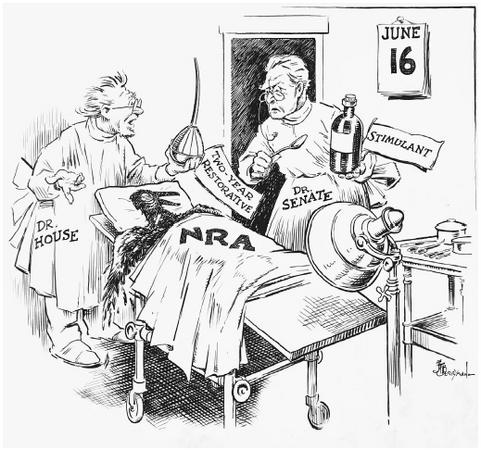 JUNE
16
STIMULANT
TWO-YEAR
RESTORATIVE
DR.
SENATE
DR.
HOUSE
NRA